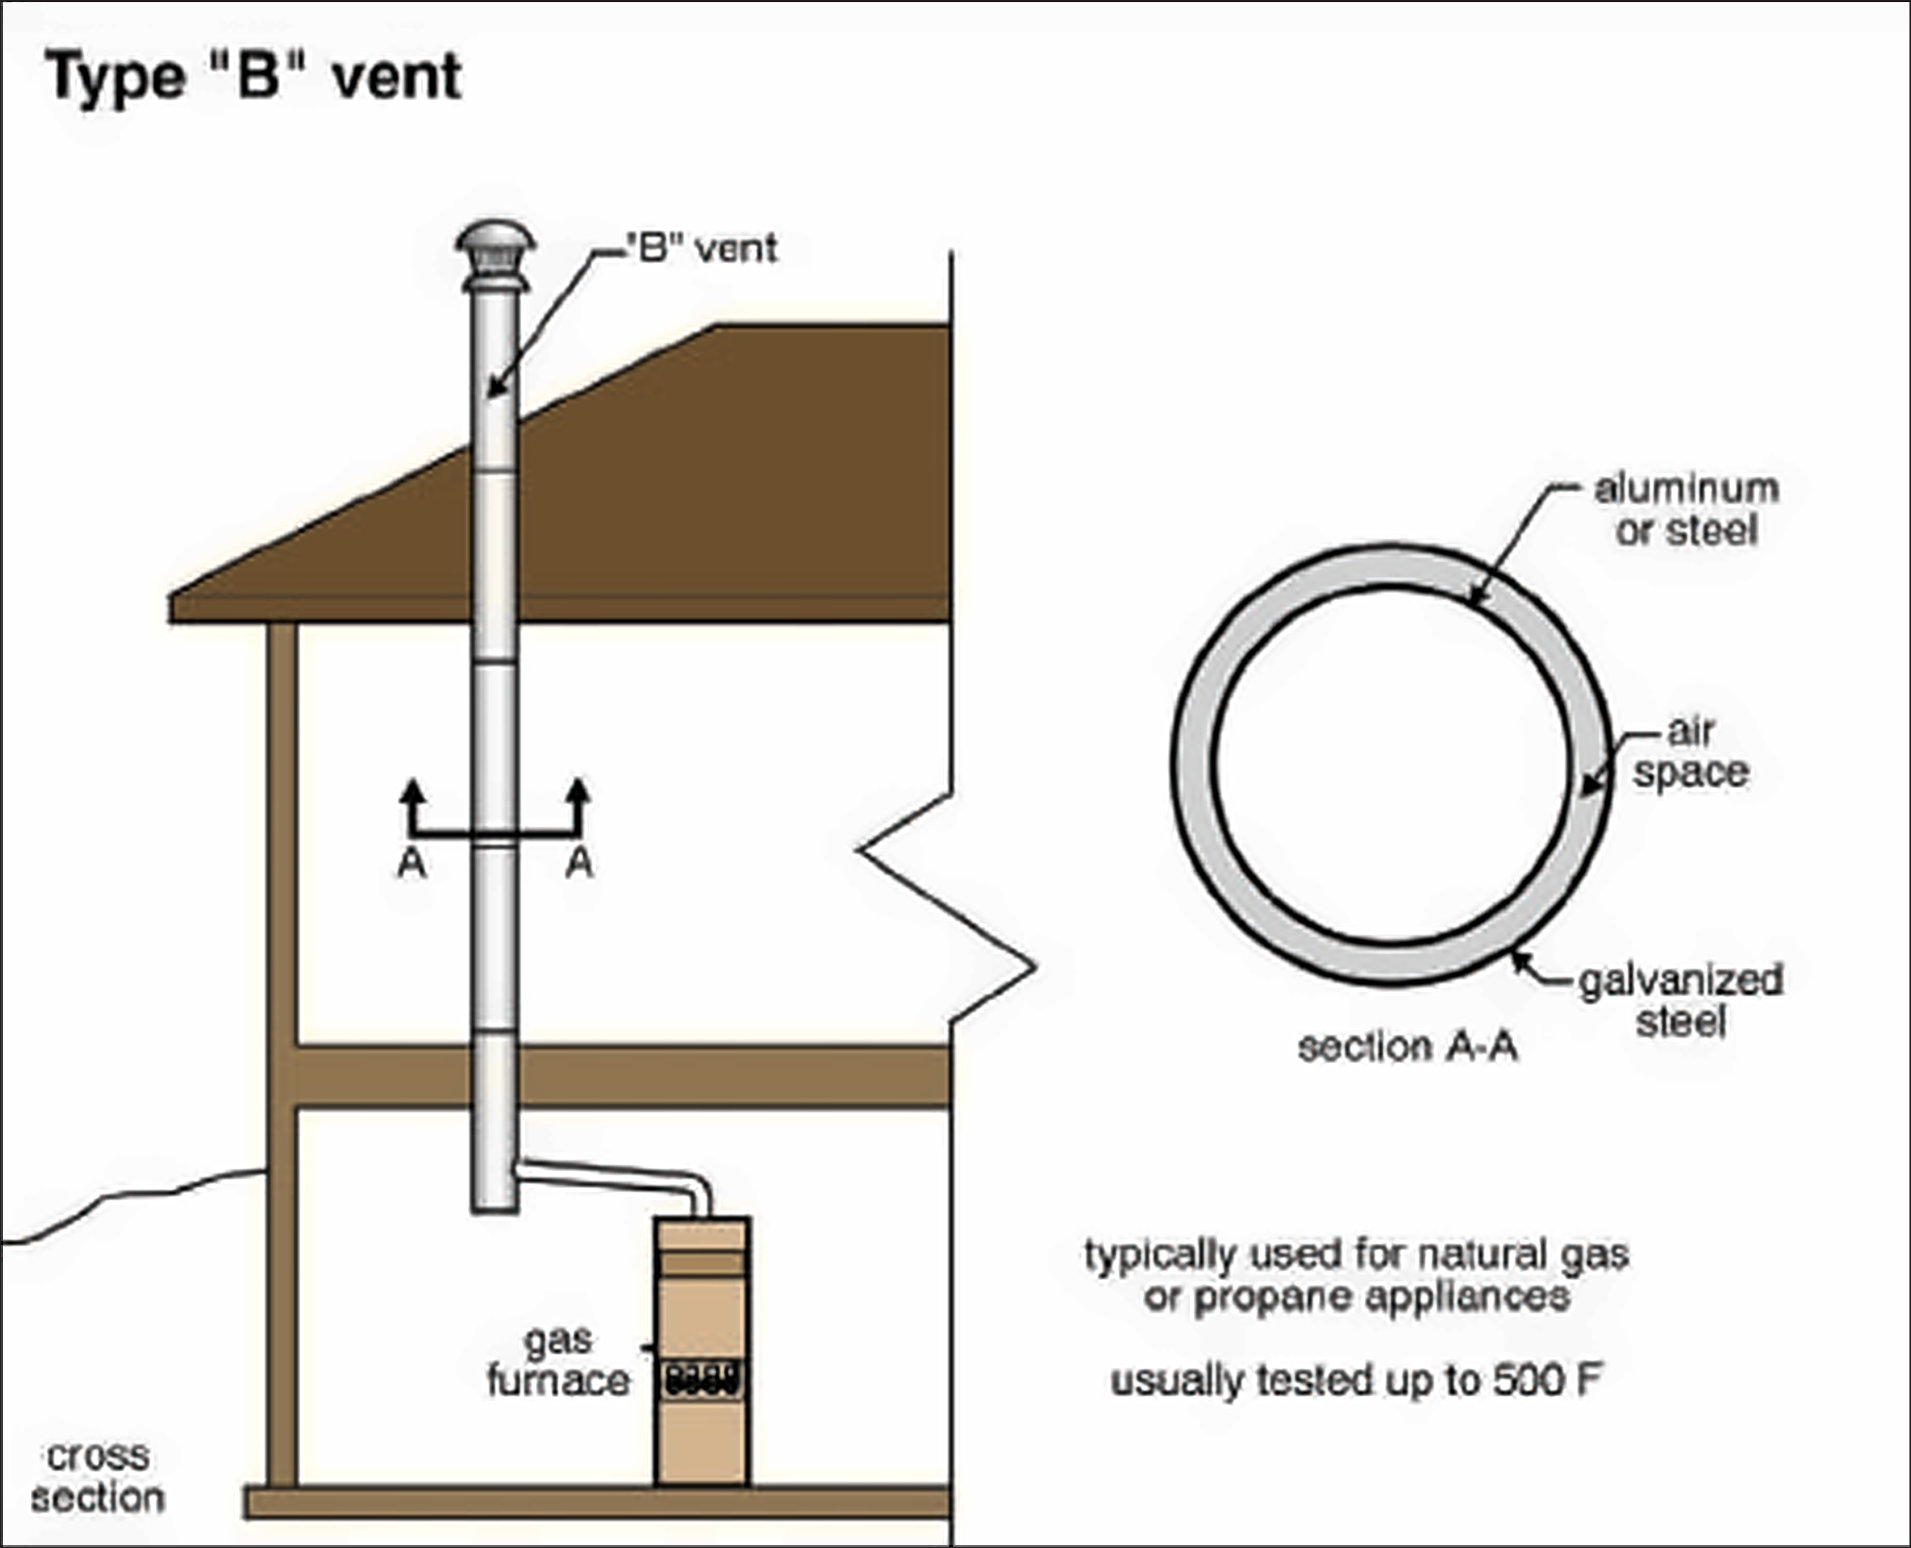 Type "B" vent
"B" vent
aluminum
or steel
air
space
A A
galvanized
steel
section A-A
typically used for natural gas
or propane appliances
gas
furnace
usually tested up to 500 F
cross
section